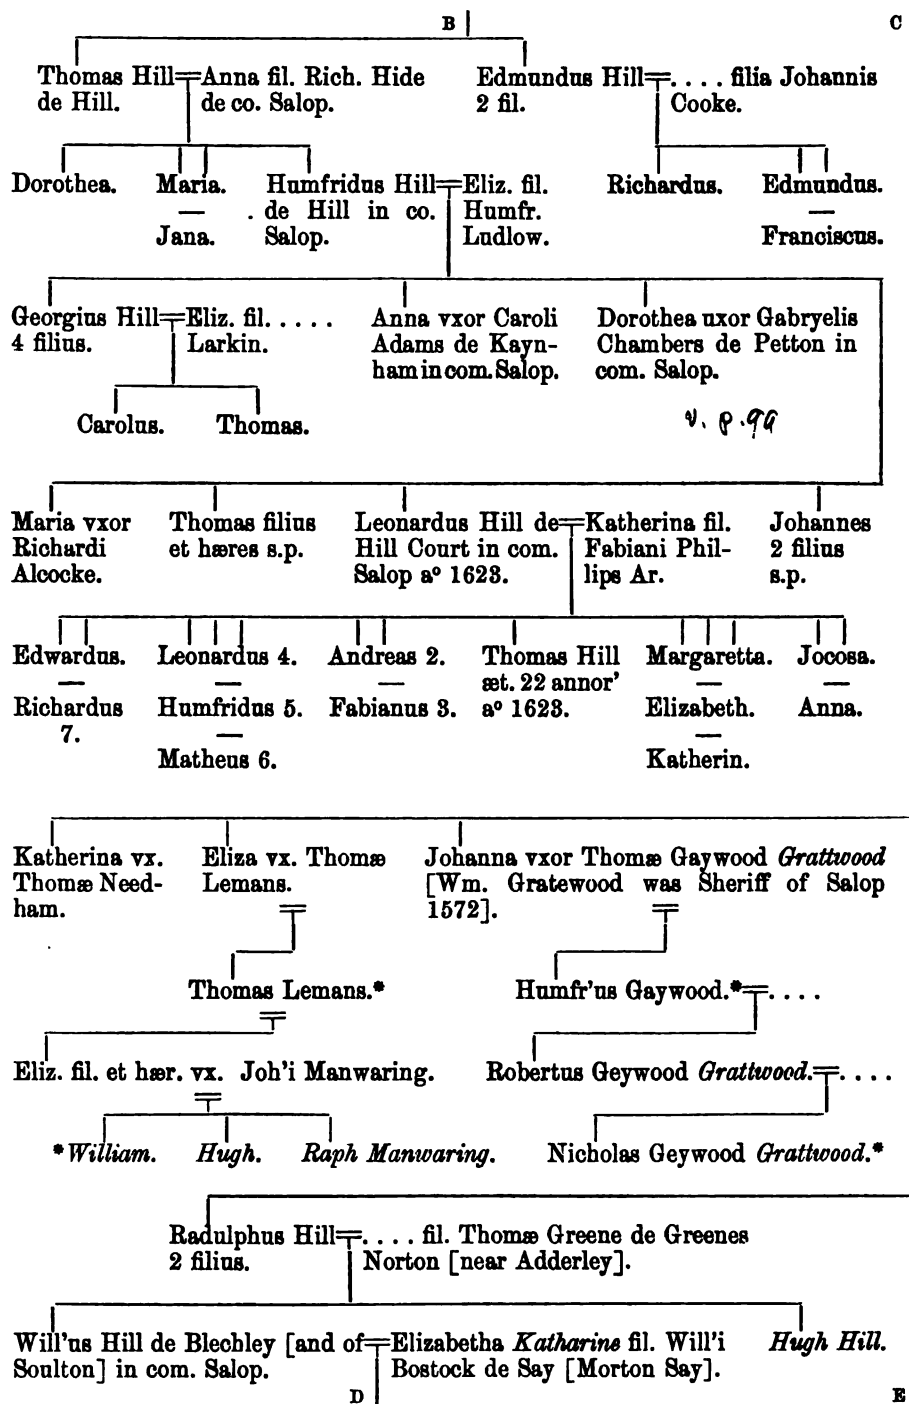 B C
Thomas Hill Anna fil. Rich. Hide Edmundus Hill . . . . filia Johannis
de Hill. de co. Salop. 2 fil. Cooke.
Dorothea. Maria. Humfridus Hill Eliz. fil. Richardus. Edmundus.
— . de Hill in co. Humfr. —
Jana. Salop. Ludlow. Franciscus.
Georgius Hill Eliz. fil. . . . . Anna vxor Caroli Dorothea uxor Gabryelis
4 filius. Larkin. Adams de Kayn- Chambers de Petton in
ham in com. Salop. com. Salop.
Carolus. Thomas. v. p. 99
Maria vxor Thomas filius Leonardus Hill de Katherina fil. Johannes
Richardi et hæres s.p. Hill Court in com. Fabiani Phil- 2 filius
Alcocke. Salop aº 1623. lips Ar. s.p.
Edwardus. Leonardus 4. Andreas 2. Thomas Hill Margaretta. Jocosa.
— — — æt. 22 annor' — —
Richardus Humfridus 5. Fabianus 3. aº 1623. Elizabeth. Anna.
7. — —
Matheus 6. Katherin.
Katherina vx. Eliza vx. Thomæ Johanna vxor Thomæ Gaywood Grattwood
Thomæ Need- Lemans. [Wm. Gratewood was Sheriff of Salop
ham. 1572].
Thomas Lemans.* Humfr'us Gaywood.* . . . .
Eliz. fil. et hær. vx. Joh'i Manwaring. Robertus Geywood Grattwood. . . . .
*William. Hugh. Raph Manwaring. Nicholas Geywood Grattwood.*
Radulphus Hill . . . . fil. Thomæ Greene de Greenes
2 filius. Norton [near Adderley].
Will'us Hill de Blechley [and of Elizabetha Katharine fil. Will'i Hugh Hill.
Soulton] in com. Salop. Bostock de Say [Morton Say].
D E